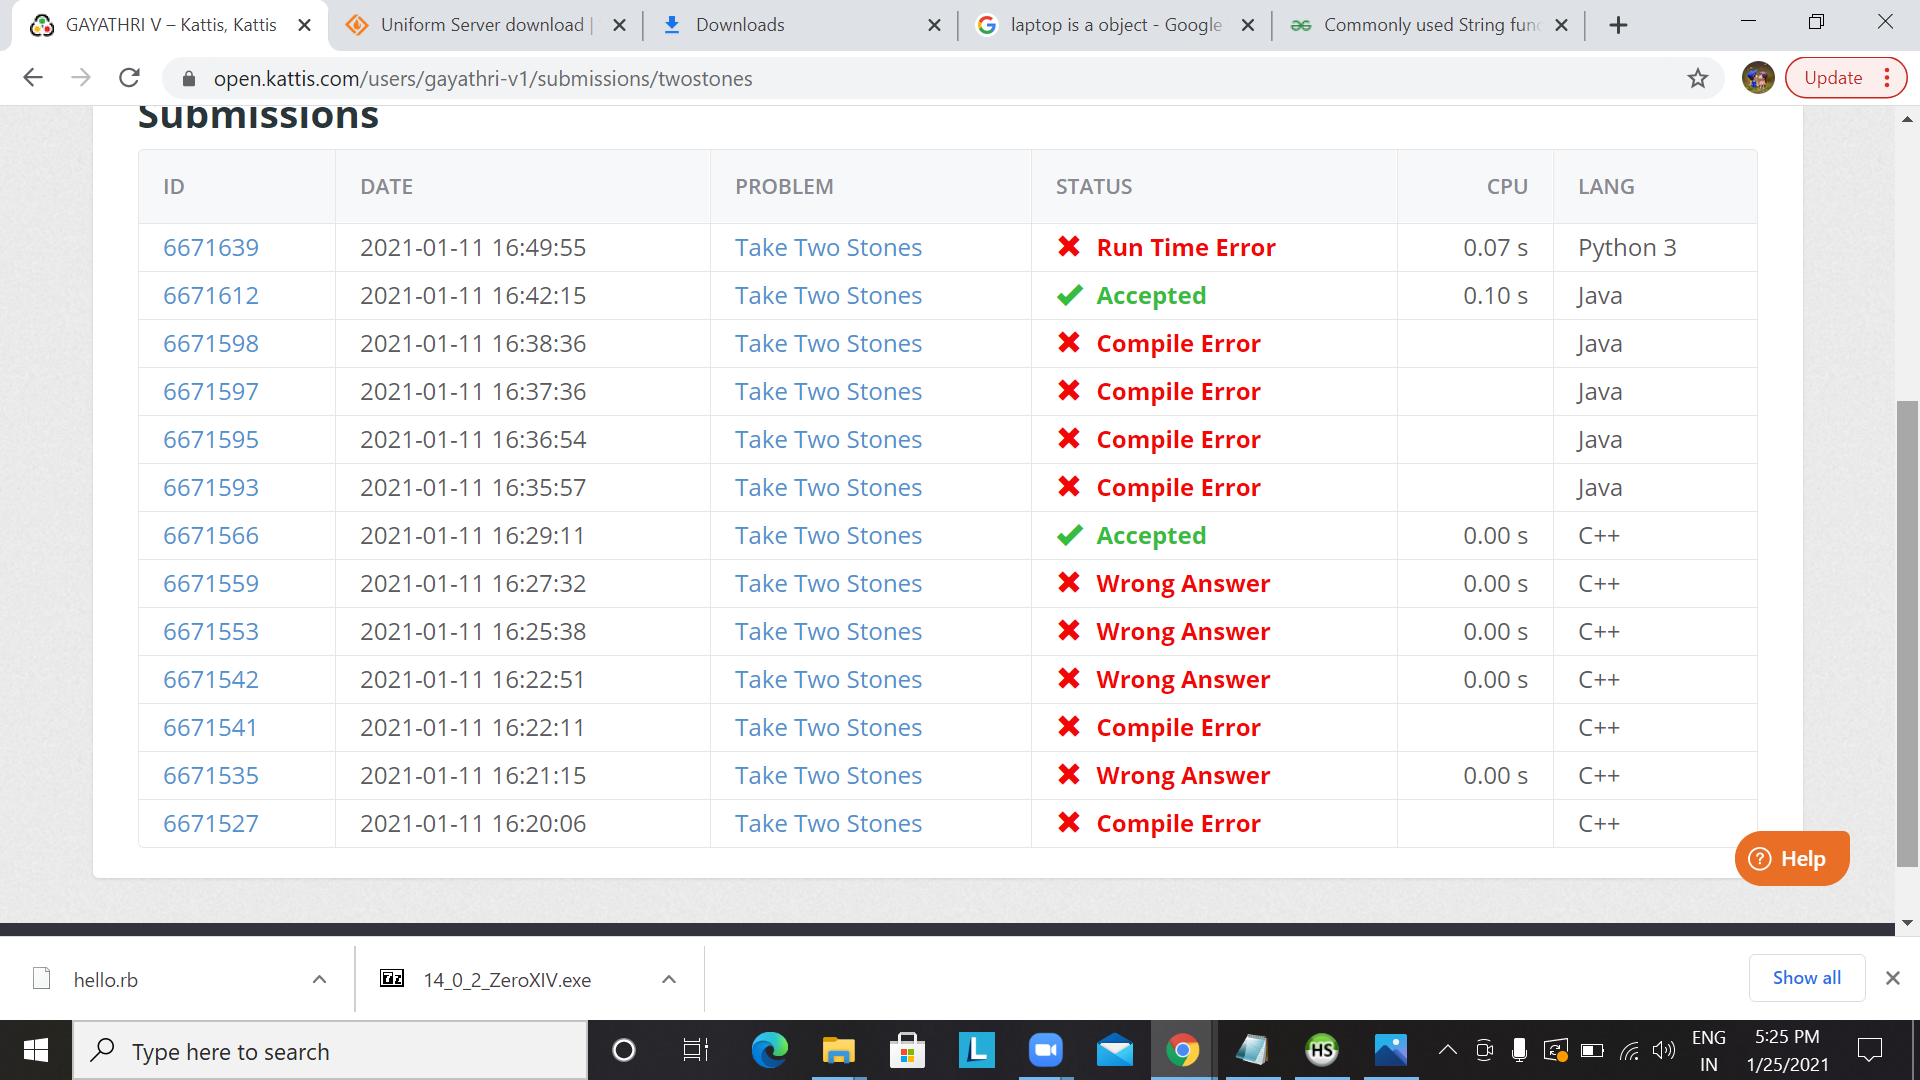 GAYATHRI V – Kattis, Kattis
Uniform Server download |
Downloads
laptop is a object - Google
Commonly used String func
open.kattis.com/users/gayathri-v1/submissions/twostones
Update
Submissions
ID DATE PROBLEM STATUS CPU LANG
6671639 2021-01-11 16:49:55 Take Two Stones Run Time Error 0.07 s Python 3
6671612 2021-01-11 16:42:15 Take Two Stones Accepted 0.10 s Java
6671598 2021-01-11 16:38:36 Take Two Stones Compile Error Java
6671597 2021-01-11 16:37:36 Take Two Stones Compile Error Java
6671595 2021-01-11 16:36:54 Take Two Stones Compile Error Java
6671593 2021-01-11 16:35:57 Take Two Stones Compile Error Java
6671566 2021-01-11 16:29:11 Take Two Stones Accepted 0.00 s C++
6671559 2021-01-11 16:27:32 Take Two Stones Wrong Answer 0.00 s C++
6671553 2021-01-11 16:25:38 Take Two Stones Wrong Answer 0.00 s C++
6671542 2021-01-11 16:22:51 Take Two Stones Wrong Answer 0.00 s C++
6671541 2021-01-11 16:22:11 Take Two Stones Compile Error C++
6671535 2021-01-11 16:21:15 Take Two Stones Wrong Answer 0.00 s C++
6671527 2021-01-11 16:20:06 Take Two Stones Compile Error C++
Help
hello.rb
7z
14_0_2_ZeroXIV.exe
Show all
Type here to search
L
HS
ENG
IN
5:25 PM
1/25/2021